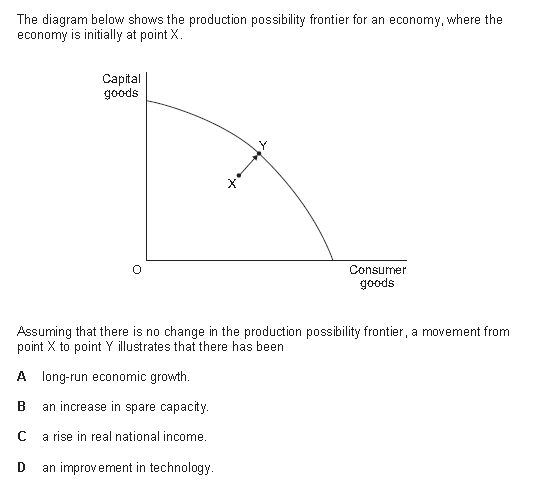 The diagram below shows the production possibility frontier for an economy, where the
economy is initially at point X.
Capital
goods
Y
X
O
Consumer
goods
Assuming that there is no change in the production possibility frontier, a movement from
point X to point Y illustrates that there has been
A long-run economic growth.
B an increase in spare capacity.
C a rise in real national income.
D an improvement in technology.